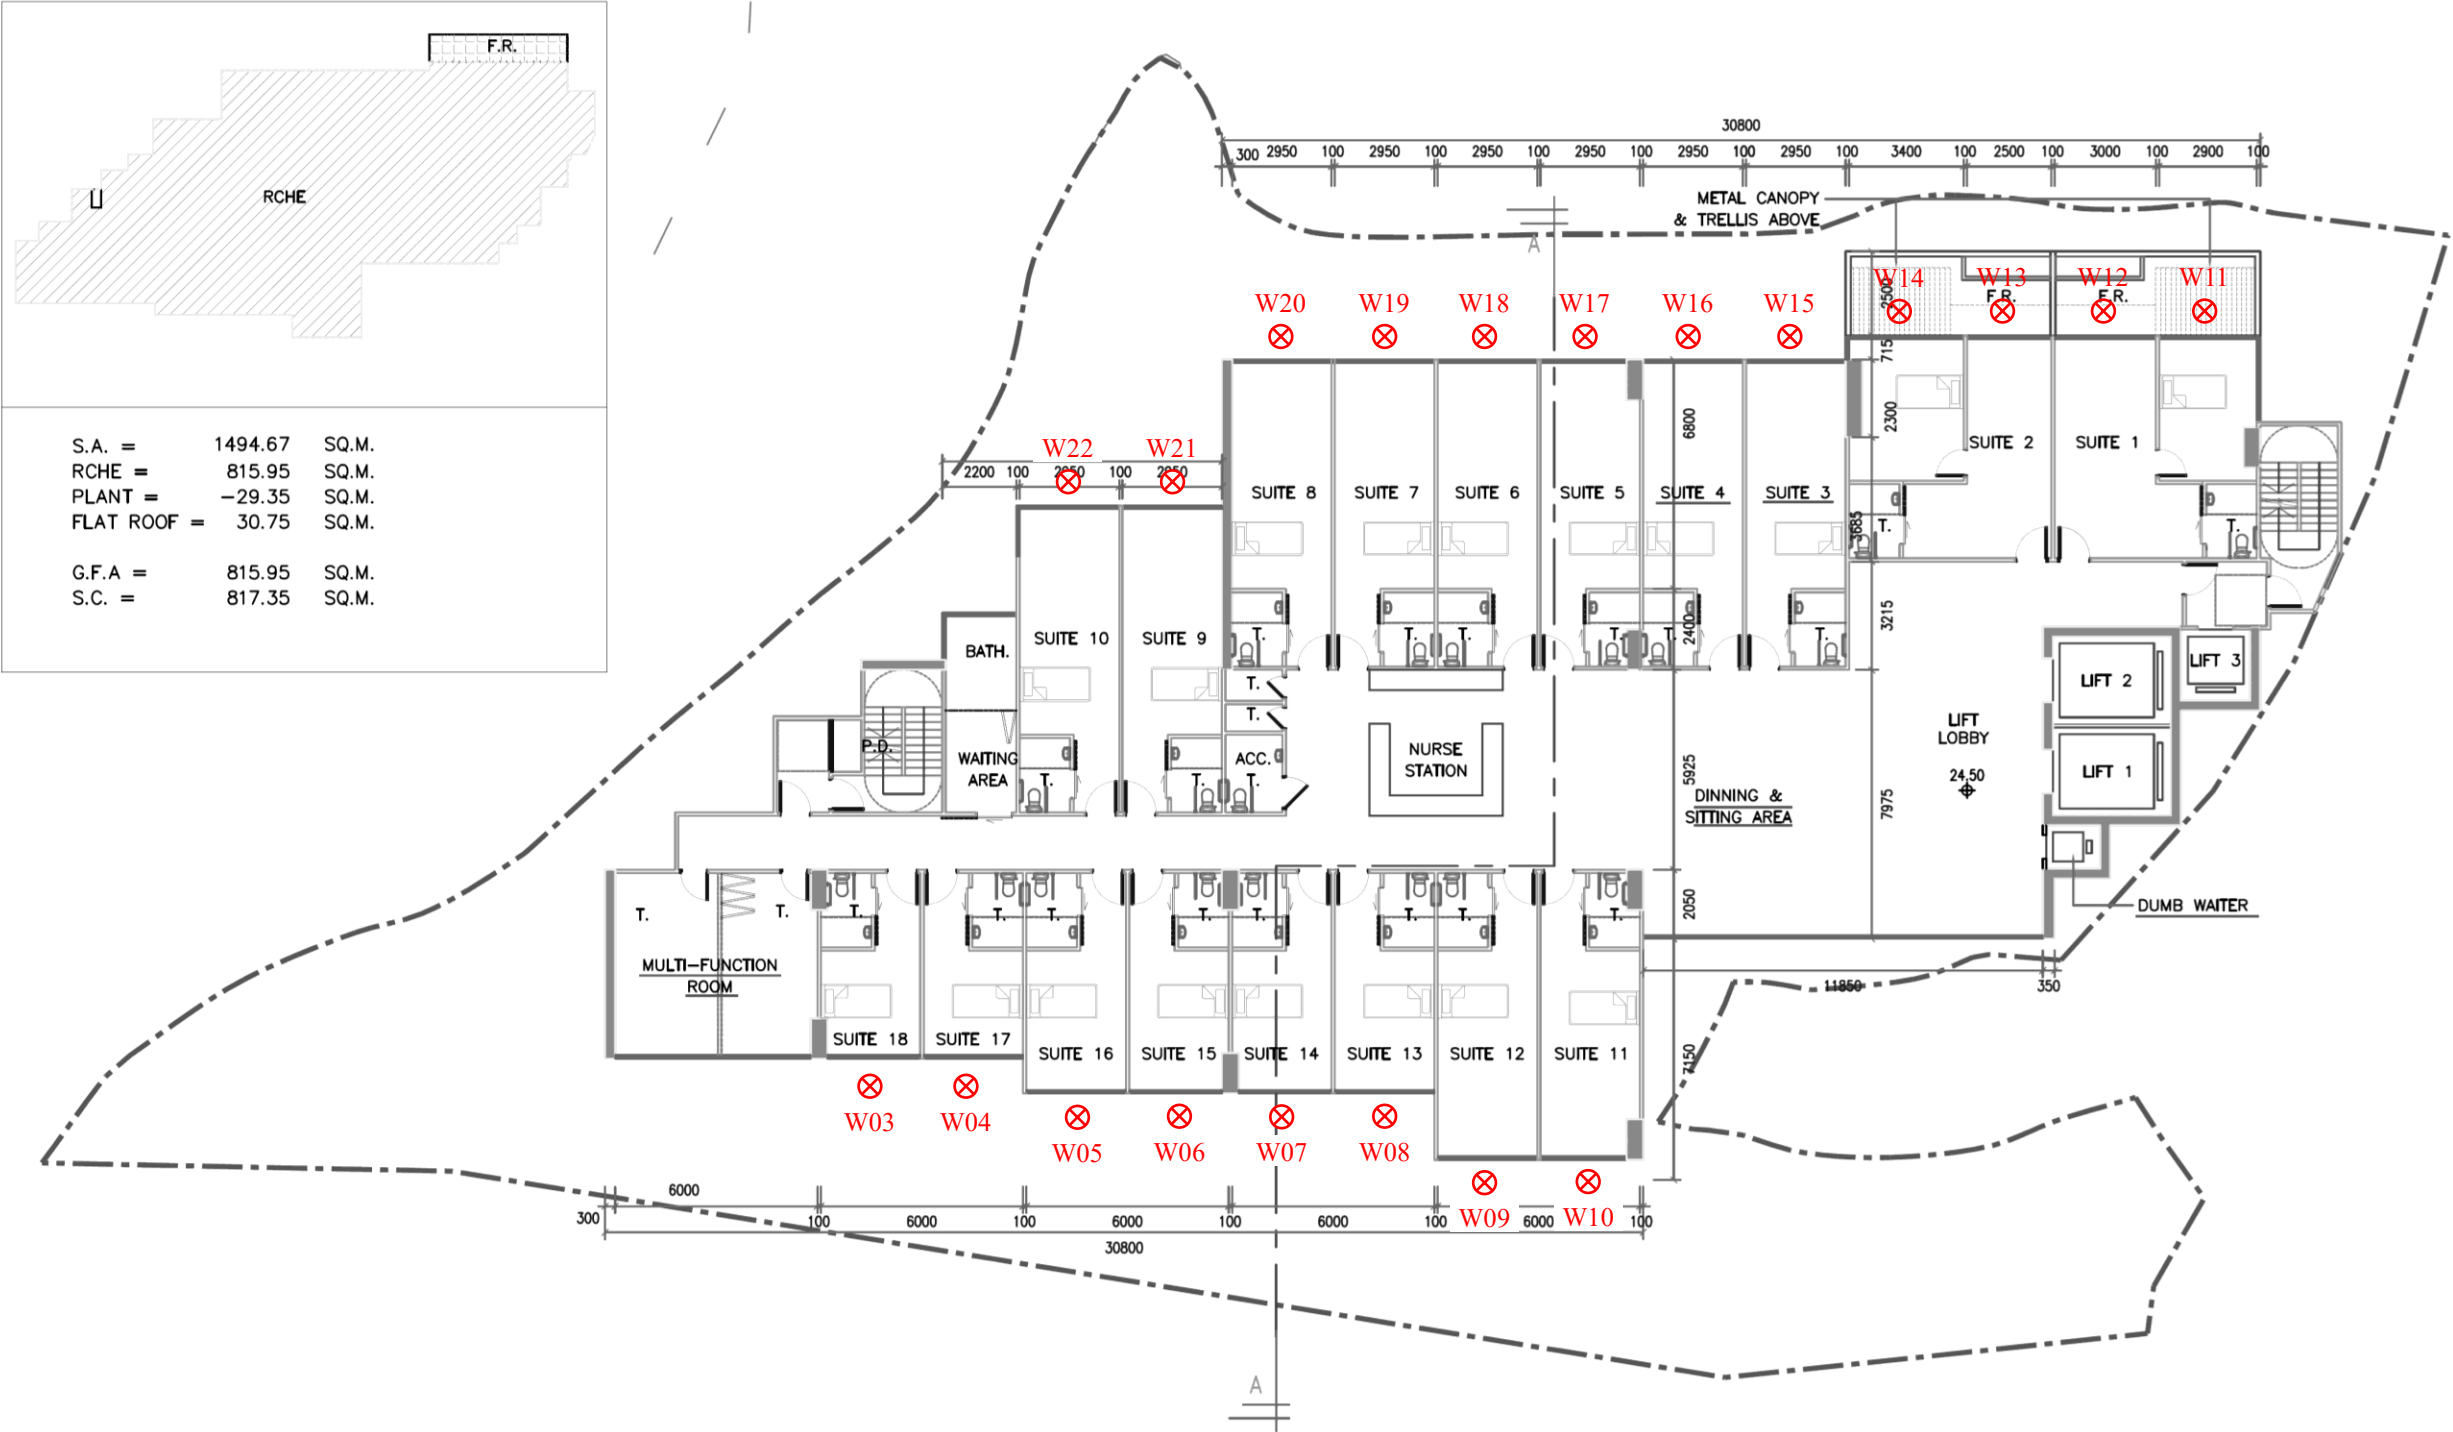 F.R.
RCHE
S.A. = 1494.67 SQ.M.
RCHE = 815.95 SQ.M.
PLANT = -29.35 SQ.M.
FLAT ROOF = 30.75 SQ.M.
G.F.A = 815.95 SQ.M.
S.C. = 817.35 SQ.M.
30800
300 2950 100 2950 100 2950 100 2950 100 2950 100 2950 100 3400 100 2500 100 3000 100 2900 100
METAL CANOPY
& TRELLIS ABOVE
A
W14 W13 W12 W11
2500
F.R. F.R.
W20 W19 W18 W17 W16 W15
715
2300
6800
SUITE 2 SUITE 1
W22 W21
2200 100 2950 100 2950
SUITE 8 SUITE 7 SUITE 6 SUITE 5 SUITE 4 SUITE 3
3685
T. T.
3215
2400
T. T. T. T. T. T.
SUITE 10 SUITE 9
BATH.
LIFT 3
LIFT 2
T.
T.
LIFT
LOBBY
24.50
P.D.
WAITING
AREA
ACC.
T.
T. T.
NURSE
STATION
5925
LIFT 1
DINNING &
SITTING AREA
7975
DUMB WAITER
2050
T. T. T. T. T. T. T. T. T. T.
MULTI-FUNCTION
ROOM
11850 350
SUITE 18 SUITE 17
SUITE 16 SUITE 15 SUITE 14 SUITE 13 SUITE 12 SUITE 11
7150
W03 W04
W05 W06 W07 W08
W09 W10
6000
300 100 6000 100 6000 100 6000 100 6000 100
30800
A